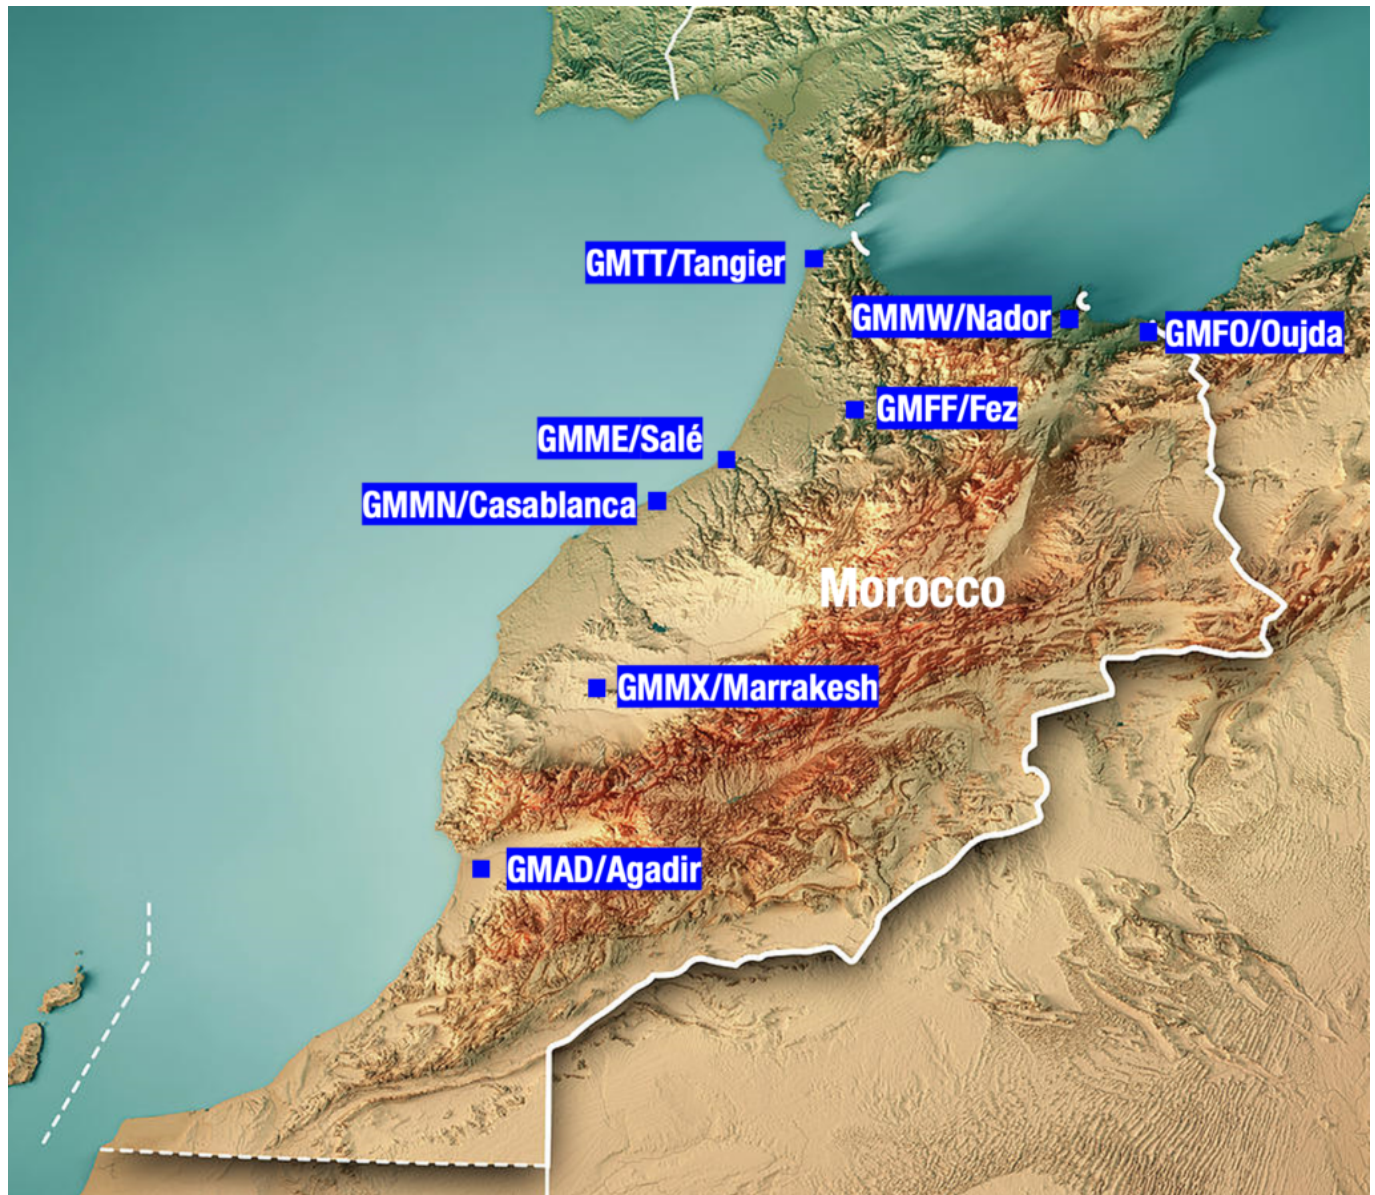 GMTT/Tangier
GMMW/Nador
GMFO/Oujda
GMFF/Fez
GMME/Salé
GMMN/Casablanca
Morocco
GMMX/Marrakesh
GMAD/Agadir